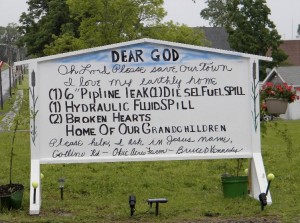 DEAR GOD
Oh Lord Please save Our Town
I love my earthly home
(1) 6" Pipline leak (1) Diesel Fuel Spill
(1) Hydraulic Fluid Spill
(2) Broken Hearts
Home Of Our Grandchildren
Please help, I ask in Jesus name,